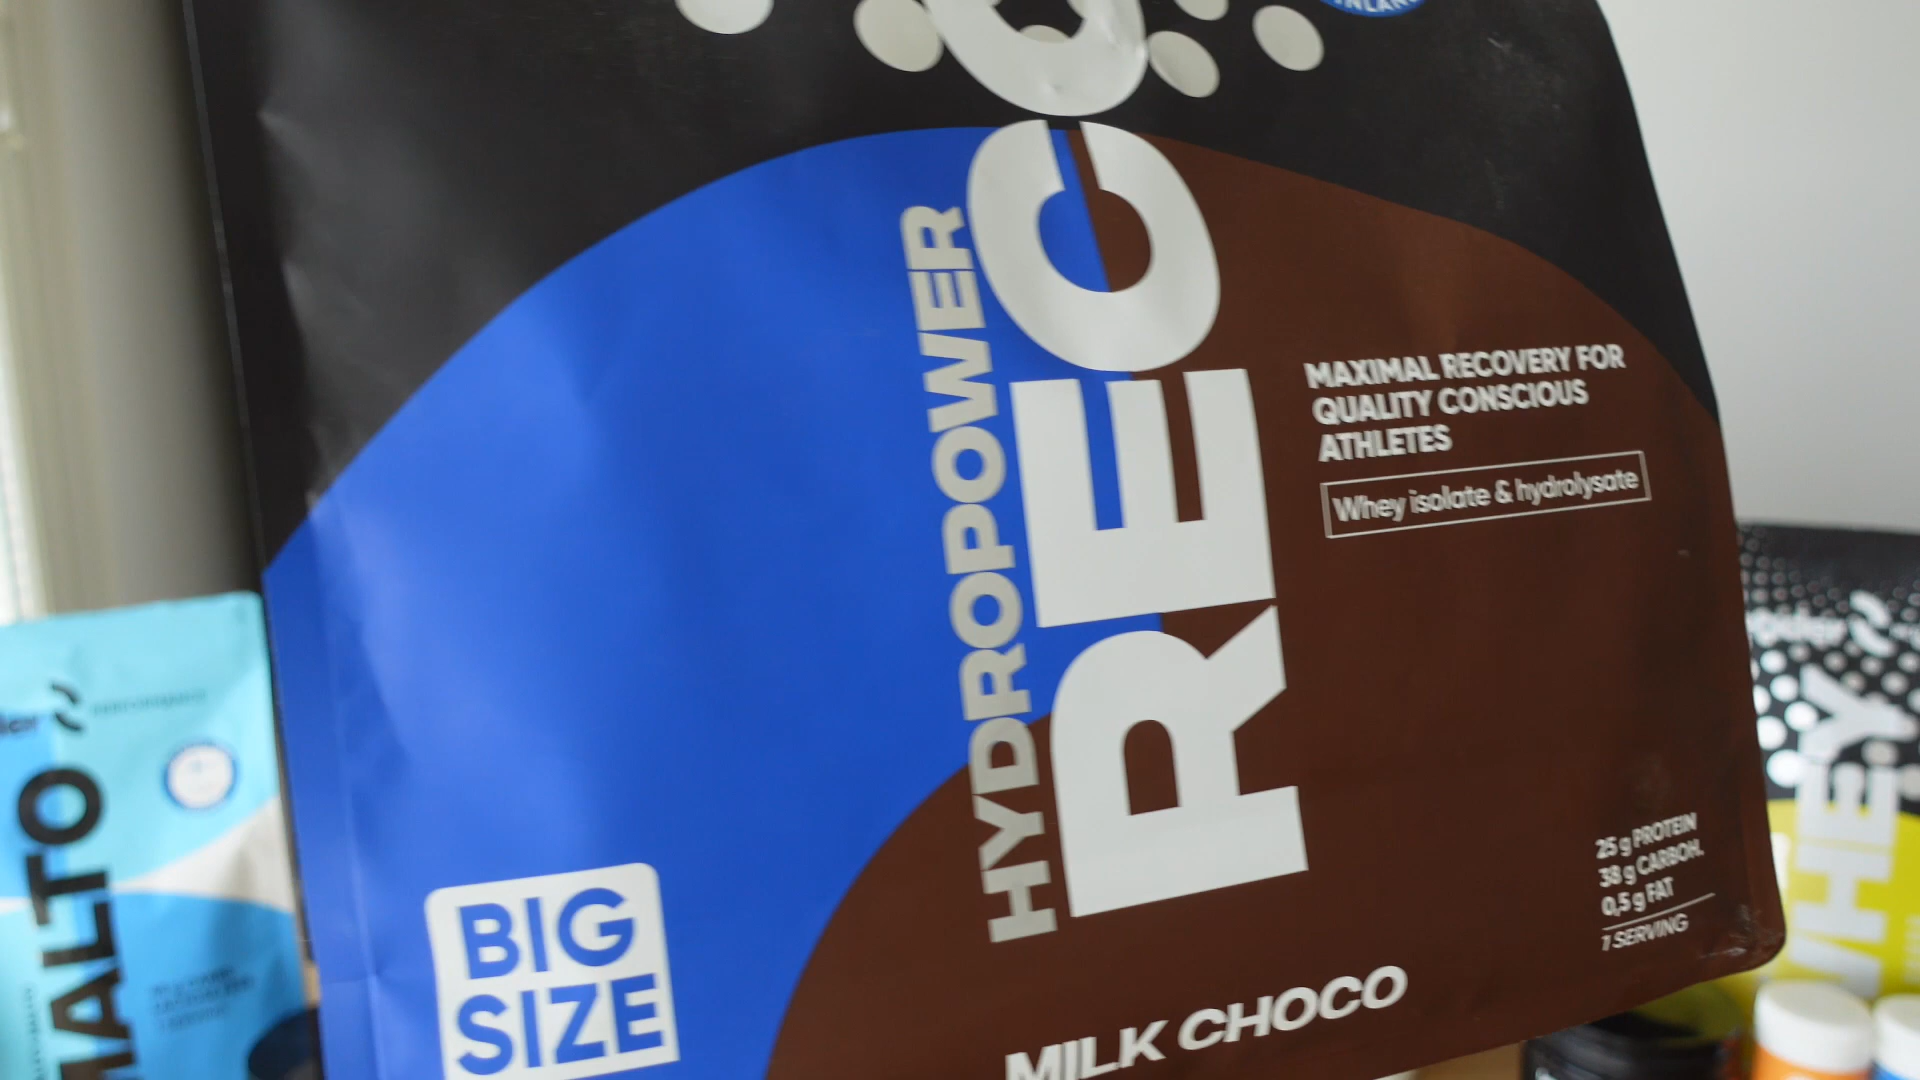 HYDROPOWER
RECO
MAXIMAL RECOVERY FOR
QUALITY CONSCIOUS
ATHLETES
Whey isolate & hydrolysate
25 g PROTEIN
38 g CARBOH.
0,5 g FAT
1 SERVING
BIG
SIZE
MILK CHOCO
MALTO
WHEY